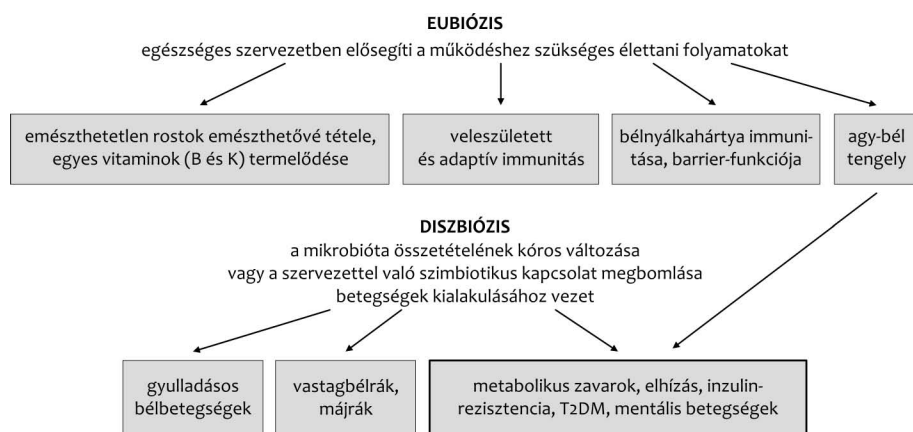 EUBIÓZIS
egészséges szervezetben elősegíti a működéshez szükséges élettani folyamatokat
emészthetetlen rostok emészthetővé tétele,
egyes vitaminok (B és K) termelődése
veleszületett
és adaptív immunitás
bélnyálkahártya immuni-
tása, barrier-funkciója
agy-bél
tengely
DISZBIÓZIS
a mikrobióta összetételének kóros változása
vagy a szervezettel való szimbiotikus kapcsolat megbomlása
betegségek kialakulásához vezet
gyulladásos
bélbetegségek
vastagbélrák,
májrák
metabolikus zavarok, elhízás, inzulin-
rezisztencia, T2DM, mentális betegségek